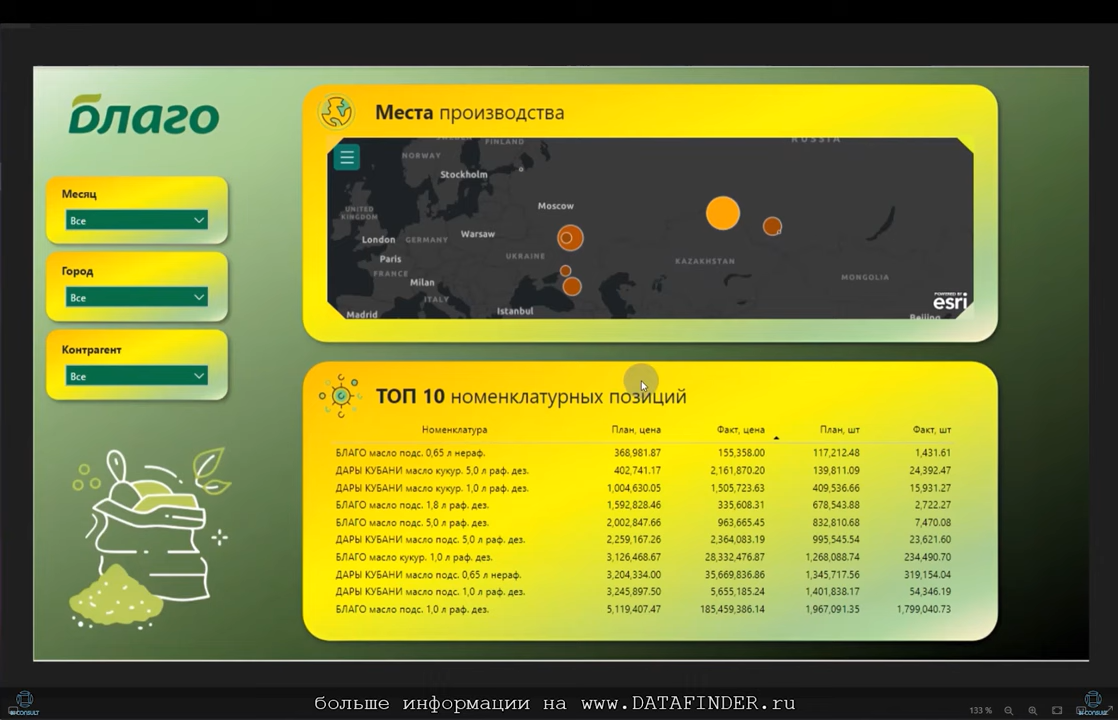 благо
Месяц
Все
Город
Все
Контрагент
Все
Места производства
RUSSIA
FINLAND
NORWAY
Stockholm
Moscow
UNITED KINGDOM
London
GERMANY
Warsaw
Paris
UKRAINE
FRANCE
KAZAKHSTAN
Milan
MONGOLIA
ITALY
Istanbul
Madrid
Beijing
POWERED BY
esri
ТОП 10 номенклатурных позиций
Номенклатура План, цена Факт, цена План, шт Факт, шт
БЛАГО масло подс. 0,65 л нераф. 368,981.87 155,358.00 117,212.48 1,431.61
ДАРЫ КУБАНИ масло кукур. 5,0 л раф. дез. 402,741.17 2,161,870.20 139,811.09 24,392.47
ДАРЫ КУБАНИ масло кукур. 1,0 л раф. дез. 1,004,630.05 1,505,723.63 409,536.66 15,931.27
БЛАГО масло подс. 1,8 л раф. дез. 1,592,828.46 335,608.31 678,543.88 2,722.27
БЛАГО масло подс. 5,0 л раф. дез. 2,002,847.66 963,665.45 832,810.68 7,470.08
ДАРЫ КУБАНИ масло подс. 5,0 л раф. дез. 2,259,167.26 2,364,083.19 995,545.54 23,621.60
БЛАГО масло кукур. 1,0 л раф. дез. 3,126,468.67 28,332,476.87 1,268,088.74 234,490.70
ДАРЫ КУБАНИ масло подс. 0,65 л нераф. 3,204,334.00 35,669,836.86 1,345,717.56 319,154.04
ДАРЫ КУБАНИ масло подс. 1,0 л раф. дез. 3,245,897.50 5,655,185.24 1,401,838.17 54,346.19
БЛАГО масло подс. 1,0 л раф. дез. 5,119,407.47 185,459,386.14 1,967,091.35 1,799,040.73
больше информации на www.DATAFINDER.ru
133 %